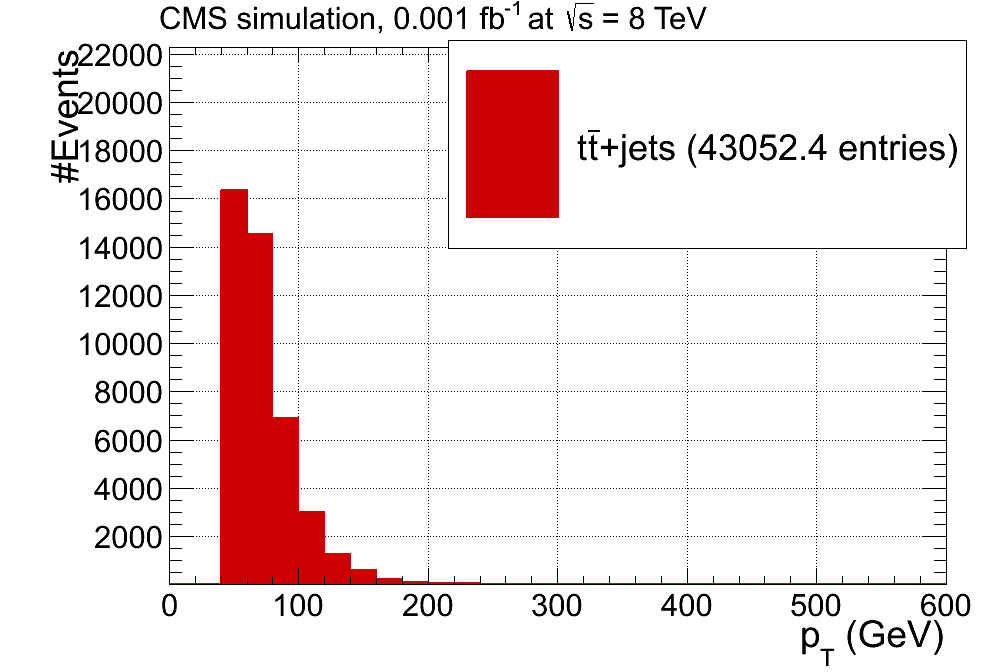 CMS simulation, 0.001 fb⁻¹ at √s = 8 TeV
#Events
22000
20000
18000
16000
14000
12000
10000
8000
6000
4000
2000
tt̄+jets (43052.4 entries)
0 100 200 300 400 500 600
p_T (GeV)